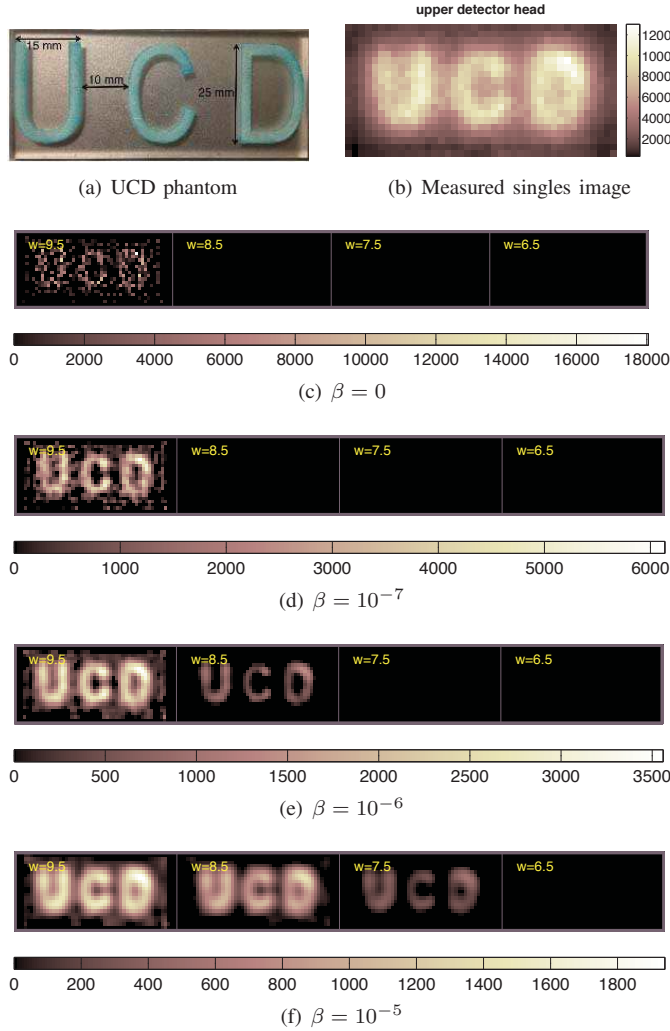 upper detector head
15 mm
10 mm
25 mm
12000
10000
8000
6000
4000
2000
(a) UCD phantom
(b) Measured singles image
w=9.5 w=8.5 w=7.5 w=6.5
0 2000 4000 6000 8000 10000 12000 14000 16000 18000
(c) β = 0
w=9.5 w=8.5 w=7.5 w=6.5
0 1000 2000 3000 4000 5000 6000
(d) β = 10⁻⁷
w=9.5 w=8.5 w=7.5 w=6.5
0 500 1000 1500 2000 2500 3000 3500
(e) β = 10⁻⁶
w=9.5 w=8.5 w=7.5 w=6.5
0 200 400 600 800 1000 1200 1400 1600 1800
(f) β = 10⁻⁵